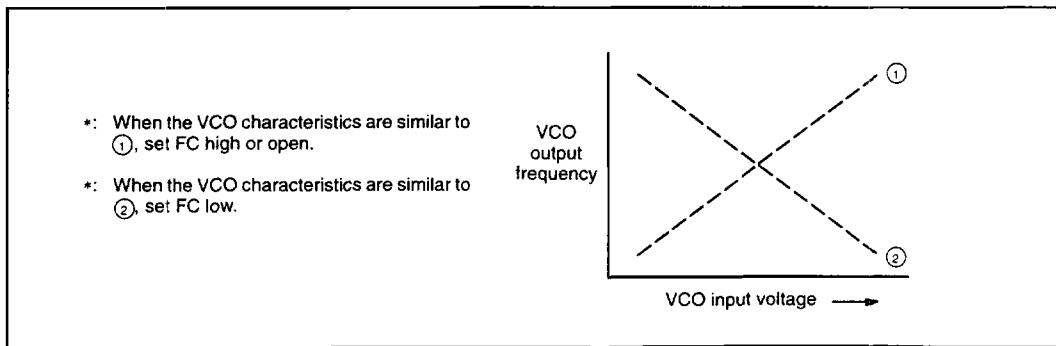 *: When the VCO characteristics are similar to
①, set FC high or open.
*: When the VCO characteristics are similar to
②, set FC low.
VCO
output
frequency
①
②
VCO input voltage